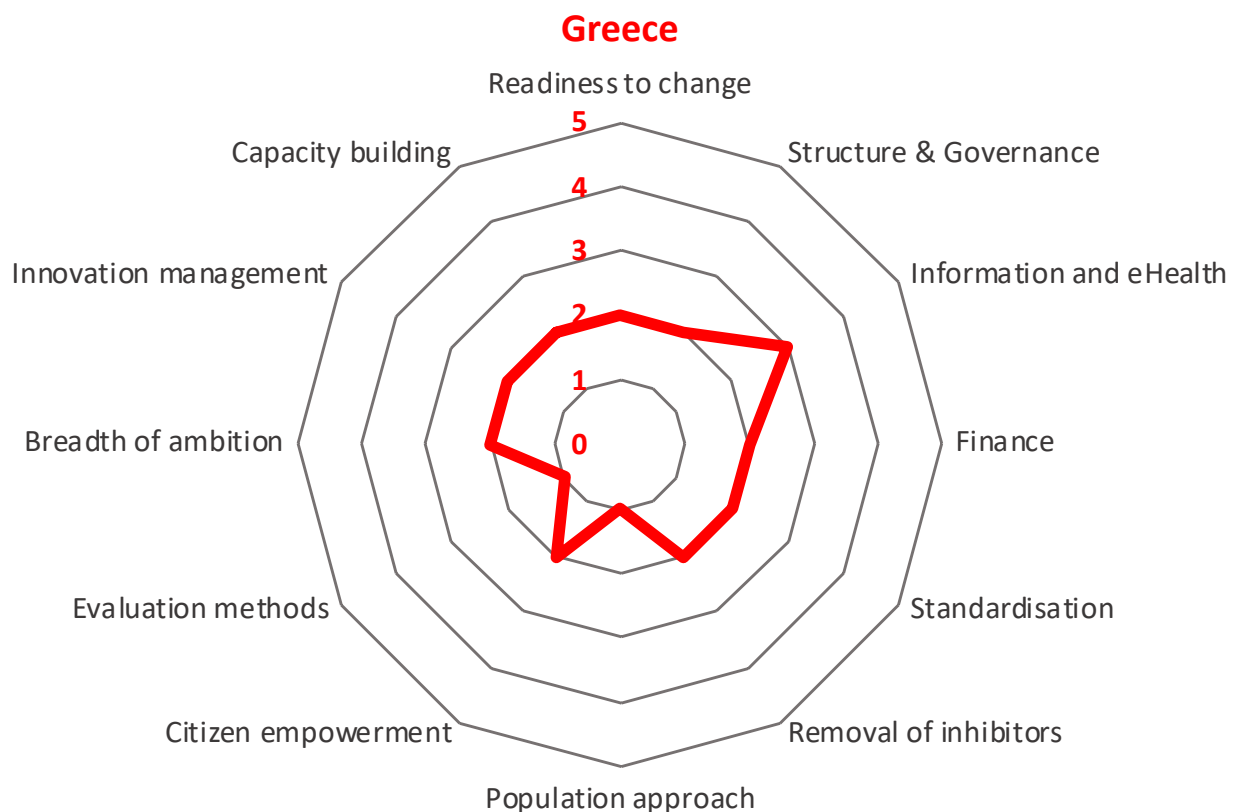 Greece
Readiness to change
5
Capacity building
Structure & Governance
4
3
Innovation management
Information and eHealth
2
1
Breadth of ambition
0
Finance
Evaluation methods
Standardisation
Citizen empowerment
Removal of inhibitors
Population approach